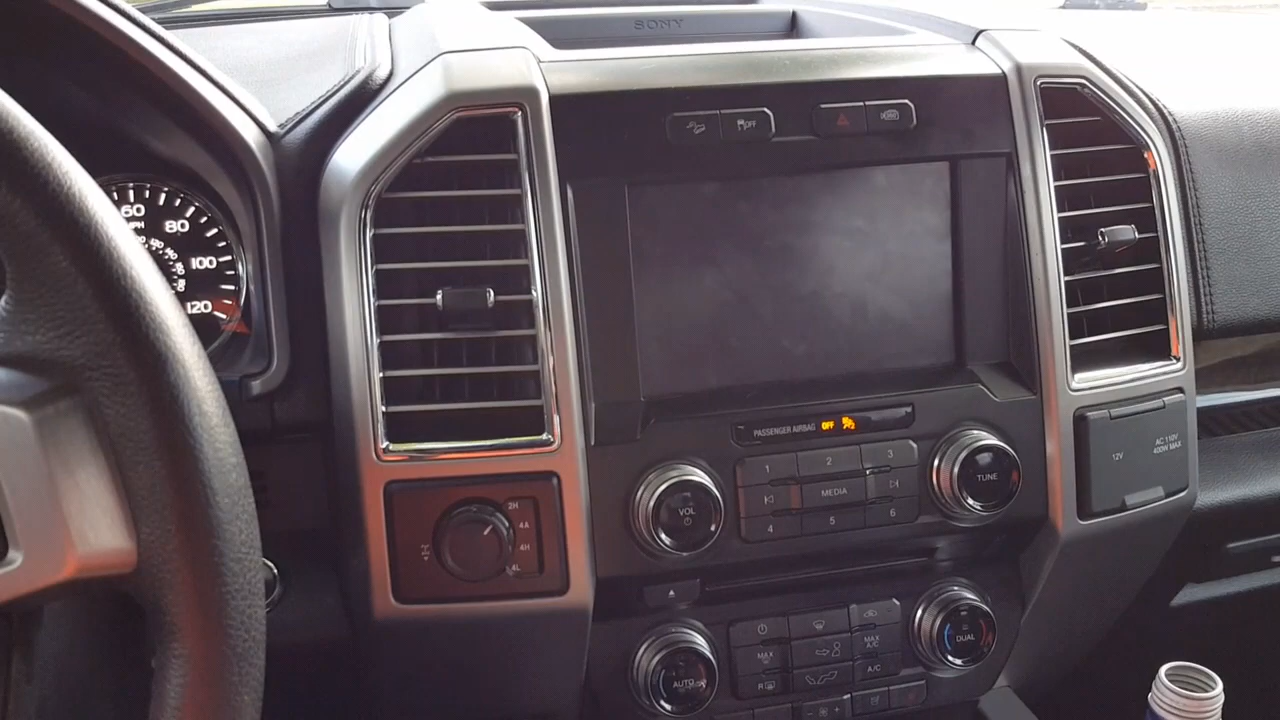 SONY
OFF
60
MPH
80
100
120
PASSENGER AIRBAG OFF
1 2 3
MEDIA
4 5 6
VOL
TUNE
12V
AC 110V
400W MAX
2H
4A
4H
4L
AUTO
MAX
R
MAX
A/C
A/C
DUAL